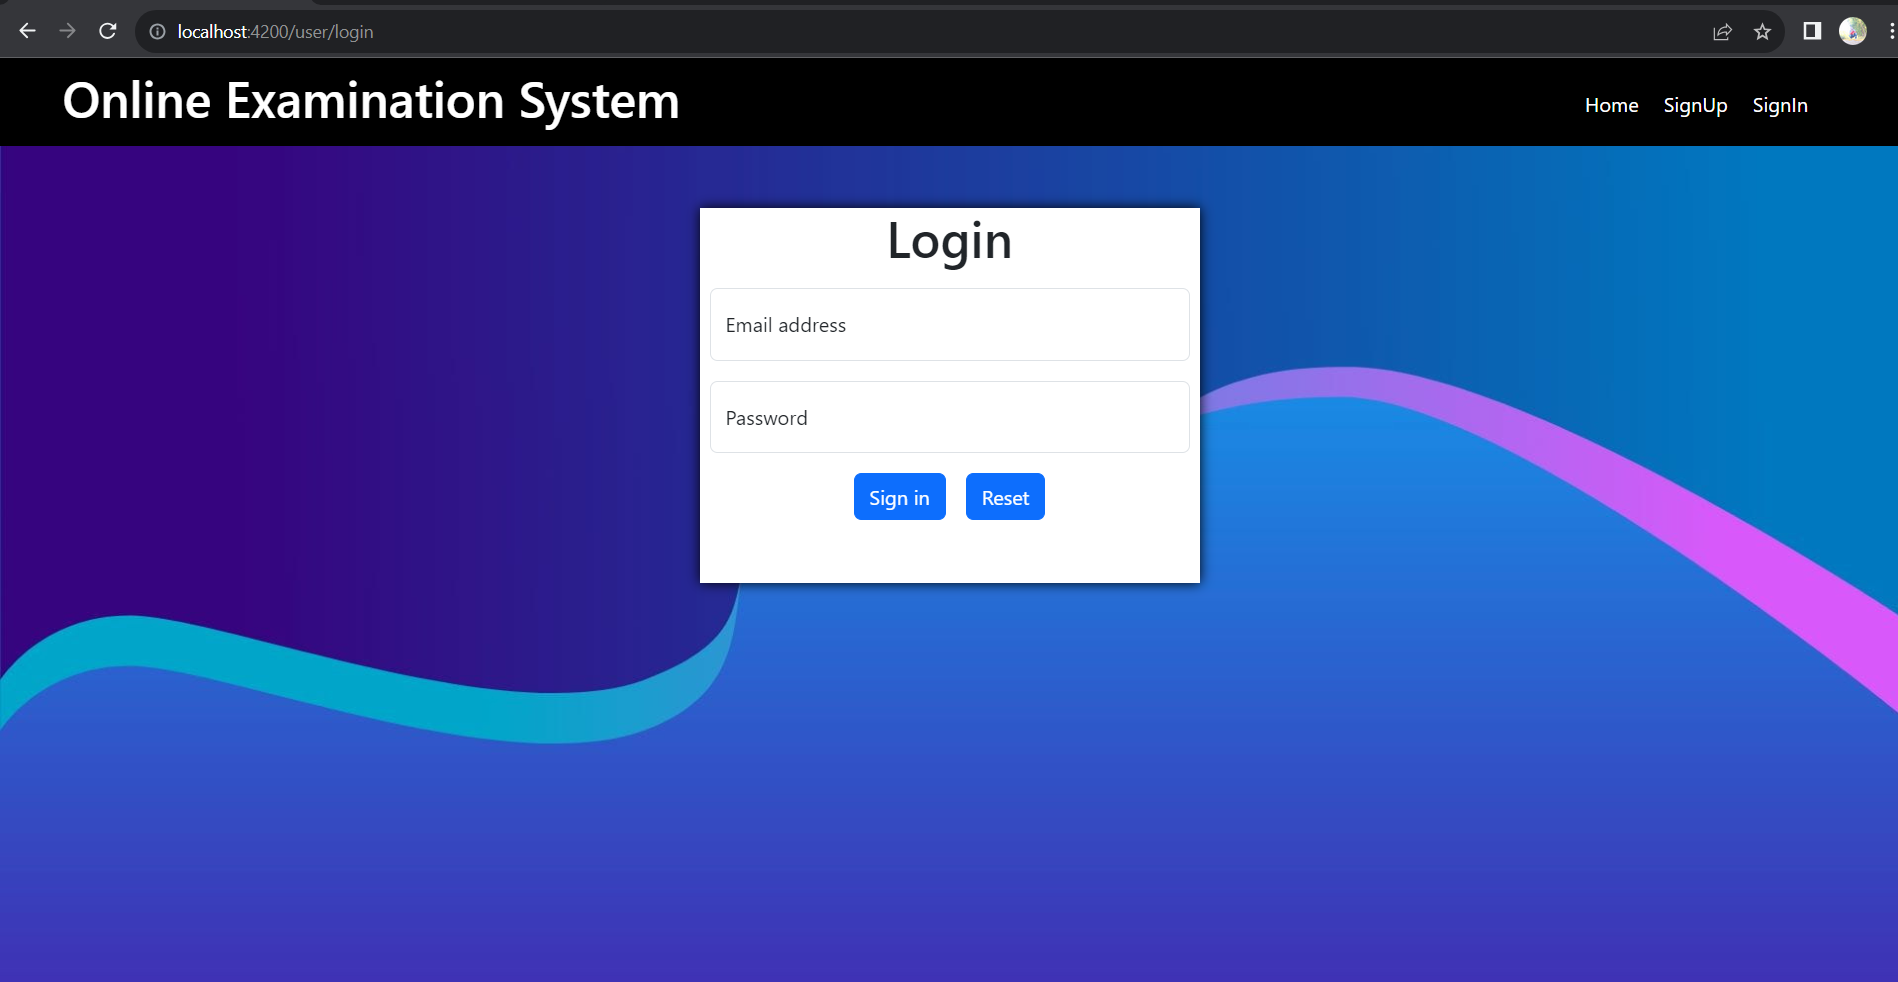 localhost:4200/user/login
Online Examination System
Home SignUp SignIn
Login
Email address
Password
Sign in Reset